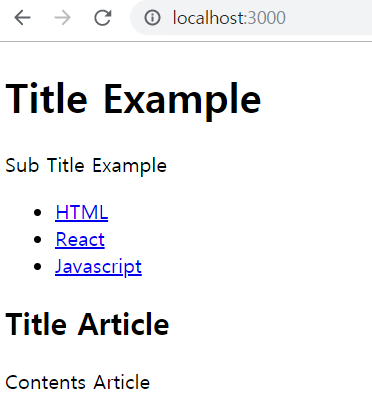 localhost:3000
Title Example
Sub Title Example
HTML
React
Javascript
Title Article
Contents Article